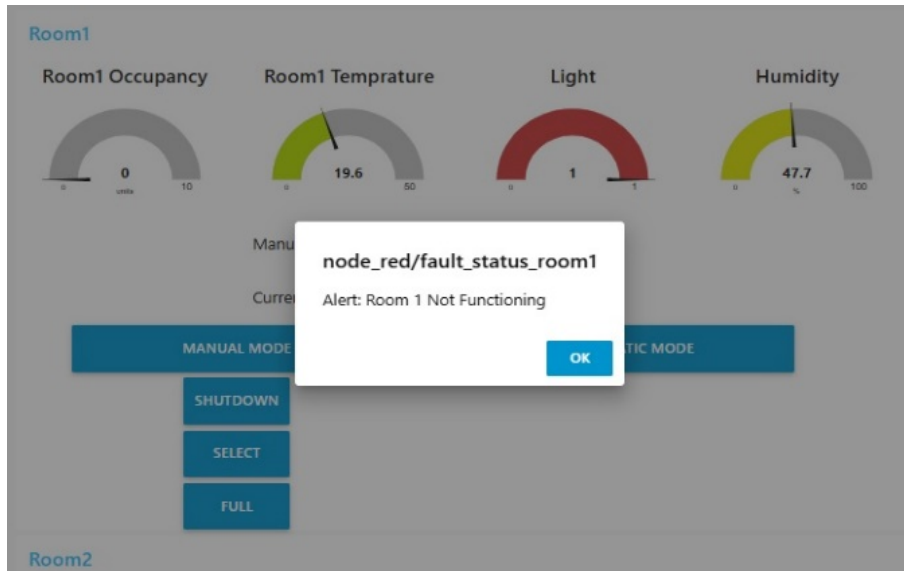 Room1
Room1 Occupancy Room1 Temprature Light Humidity
0 19.6 1 47.7
0 units 10 0 50 0 1 0 % 100
Manu
node_red/fault_status_room1
Curre
Alert: Room 1 Not Functioning
MANUAL MODE OK TIC MODE
SHUTDOWN
SELECT
FULL
Room2